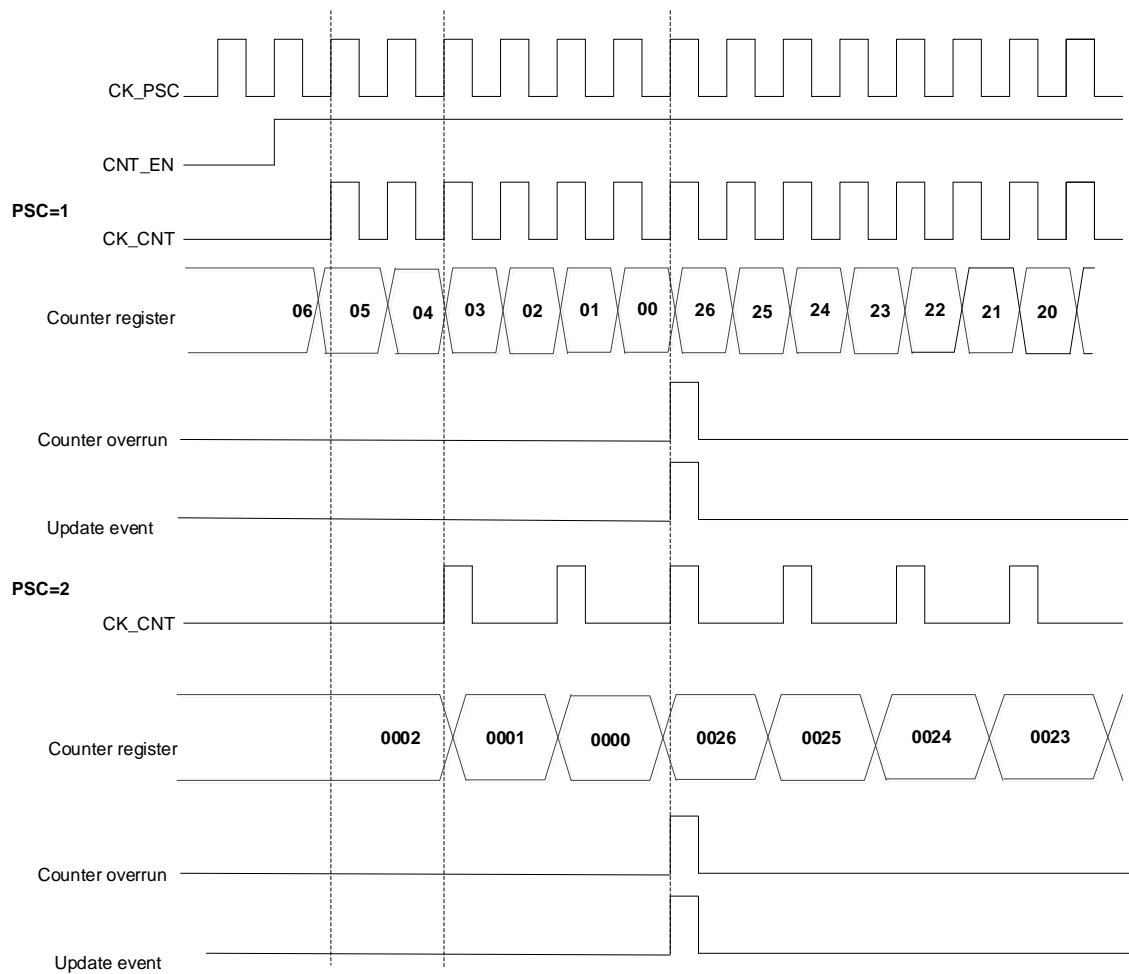 CK_PSC
CNT_EN
PSC=1
CK_CNT
Counter register
06 05 04 03 02 01 00 26 25 24 23 22 21 20
Counter overrun
Update event
PSC=2
CK_CNT
Counter register
0002 0001 0000 0026 0025 0024 0023
Counter overrun
Update event